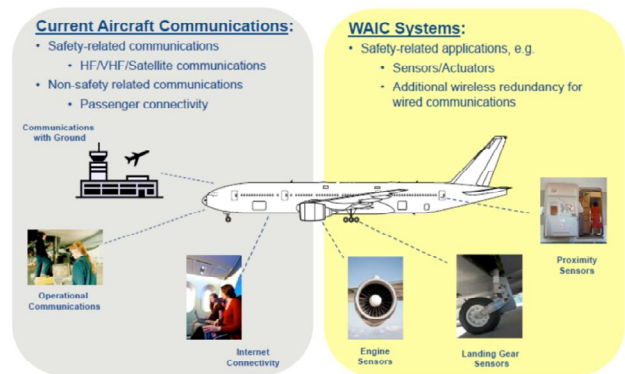 Current Aircraft Communications:
• Safety-related communications
• HF/VHF/Satellite communications
• Non-safety related communications
• Passenger connectivity
Communications
with Ground
Operational
Communications
Internet
Connectivity
WAIC Systems:
• Safety-related applications, e.g.
• Sensors/Actuators
• Additional wireless redundancy for
wired communications
Proximity
Sensors
Engine
Sensors
Landing Gear
Sensors